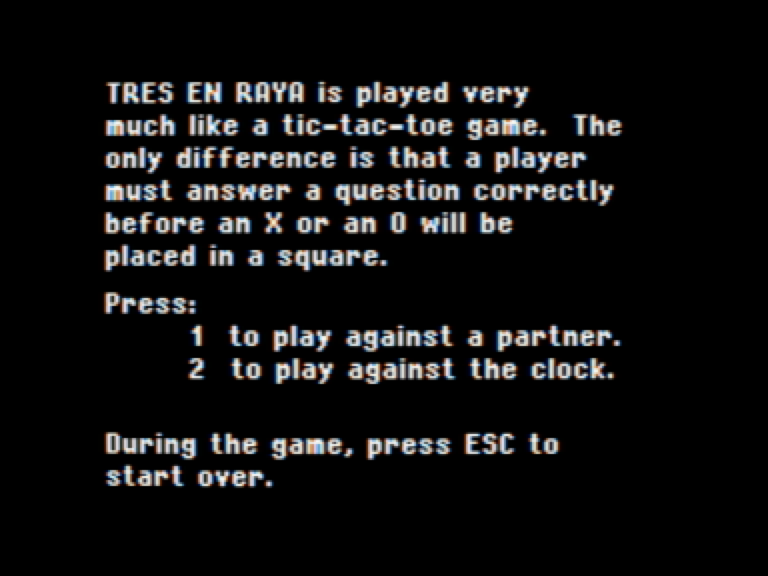 TRES EN RAYA is played very
much like a tic-tac-toe game.  The
only difference is that a player
must answer a question correctly
before an X or an O will be
placed in a square.
Press:
1  to play against a partner.
2  to play against the clock.
During the game, press ESC to
start over.